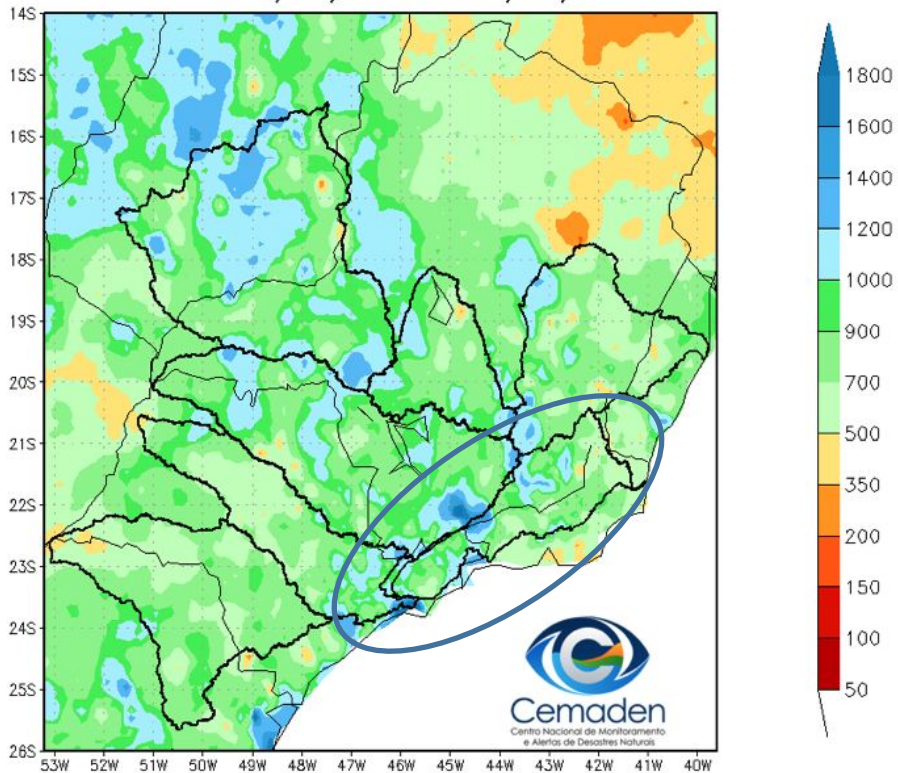 14S
15S
16S
17S
18S
19S
20S
21S
22S
23S
24S
25S
26S
53W 52W 51W 50W 49W 48W 47W 46W 45W 44W 43W 42W 41W 40W
1800
1600
1400
1200
1000
900
700
500
350
200
150
100
50
Cemaden
Centro Nacional de Monitoramento
e Alertas de Desastres Naturais